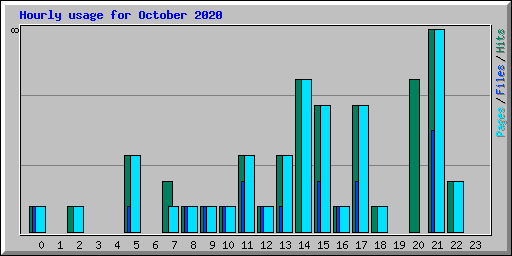 Hourly usage for October 2020
8
Pages/Files/Hits
0 1 2 3 4 5 6 7 8 9 10 11 12 13 14 15 16 17 18 19 20 21 22 23